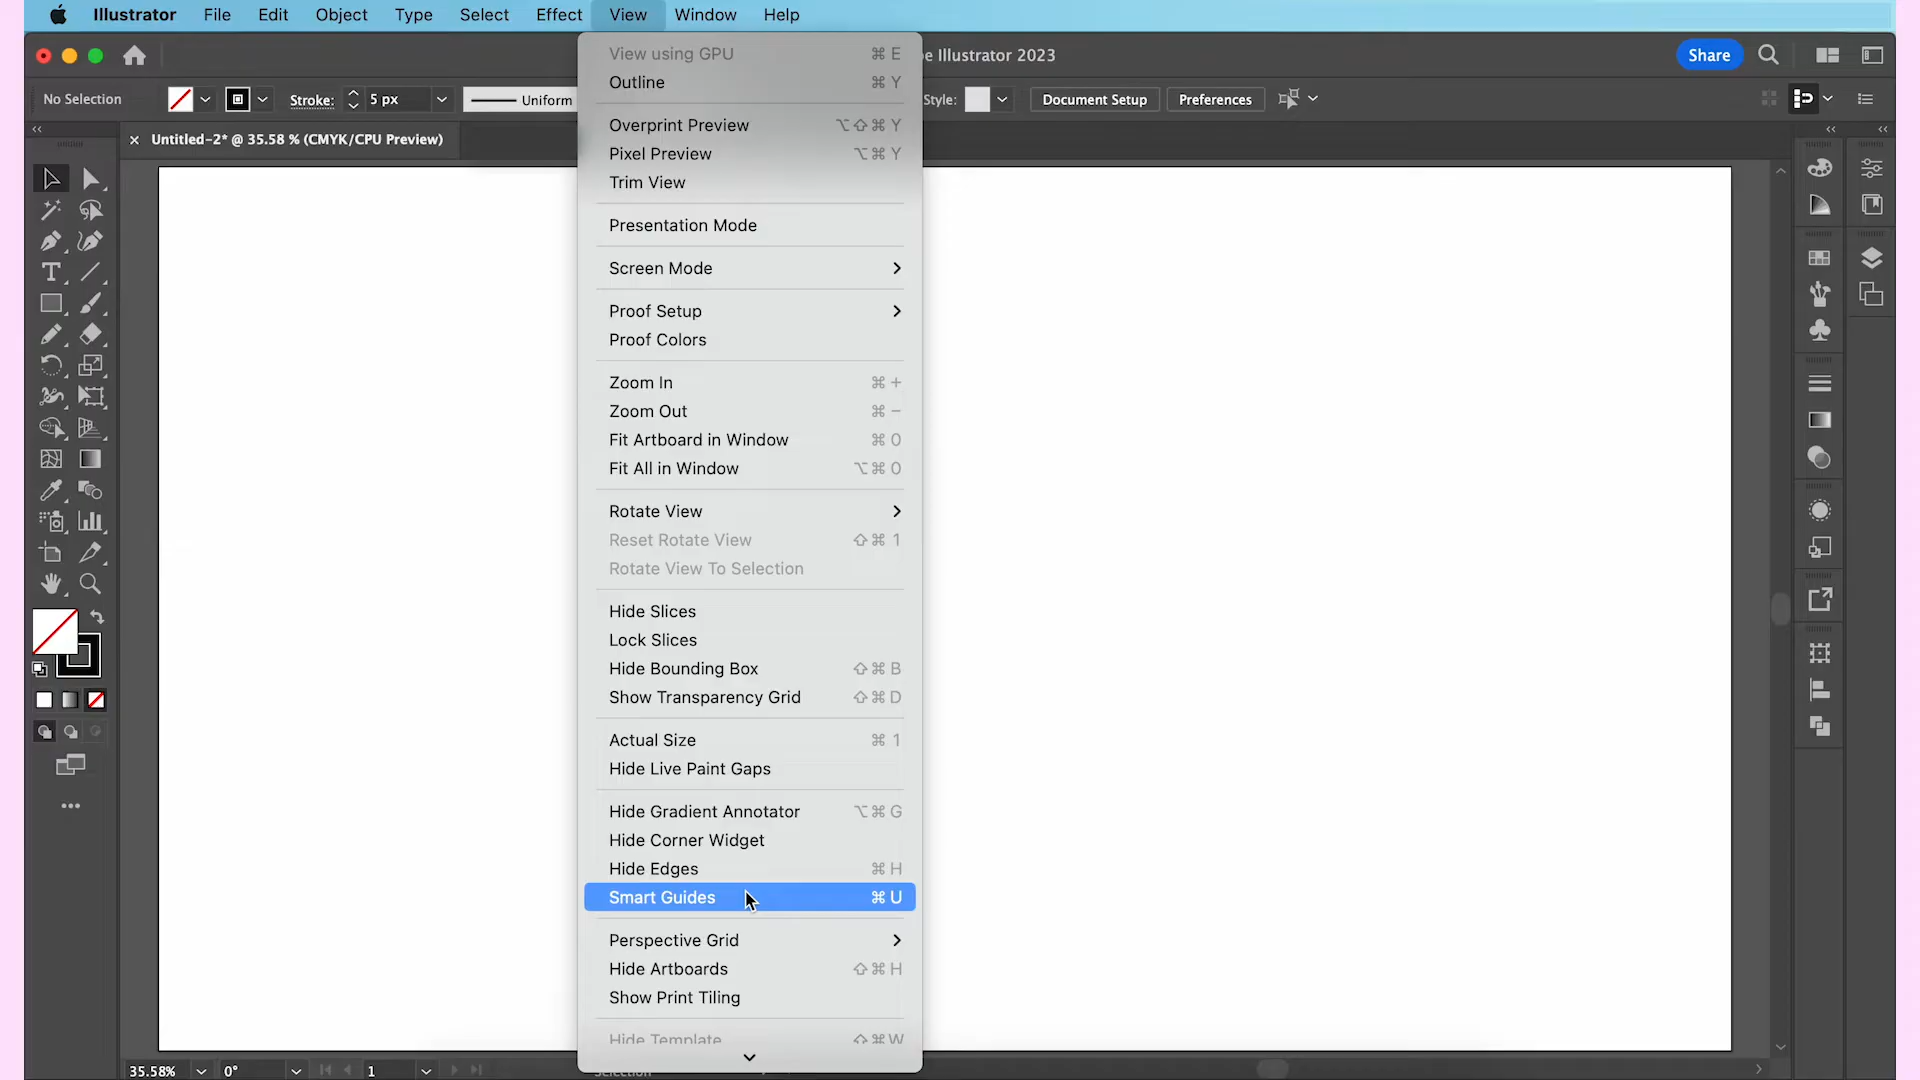 Illustrator File Edit Object Type Select Effect View Window Help
Share
No Selection Stroke: 5 px Uniform Style: Document Setup Preferences
Untitled-2* @ 35.58 % (CMYK/CPU Preview)
View using GPU ⌘ E
Outline ⌘ Y
Overprint Preview ⌥⇧⌘ Y
Pixel Preview ⌥⌘ Y
Trim View
Presentation Mode
Screen Mode
Proof Setup
Proof Colors
Zoom In ⌘ +
Zoom Out ⌘ −
Fit Artboard in Window ⌘ 0
Fit All in Window ⌥⌘ 0
Rotate View
Reset Rotate View ⇧⌘ 1
Rotate View To Selection
Hide Slices
Lock Slices
Hide Bounding Box ⇧⌘ B
Show Transparency Grid ⇧⌘ D
Actual Size ⌘ 1
Hide Live Paint Gaps
Hide Gradient Annotator ⌥⌘ G
Hide Corner Widget
Hide Edges ⌘ H
Smart Guides ⌘ U
Perspective Grid
Hide Artboards ⇧⌘ H
Show Print Tiling
Hide Template ⇧⌘ W
e Illustrator 2023
35.58% 0° 1 Selection